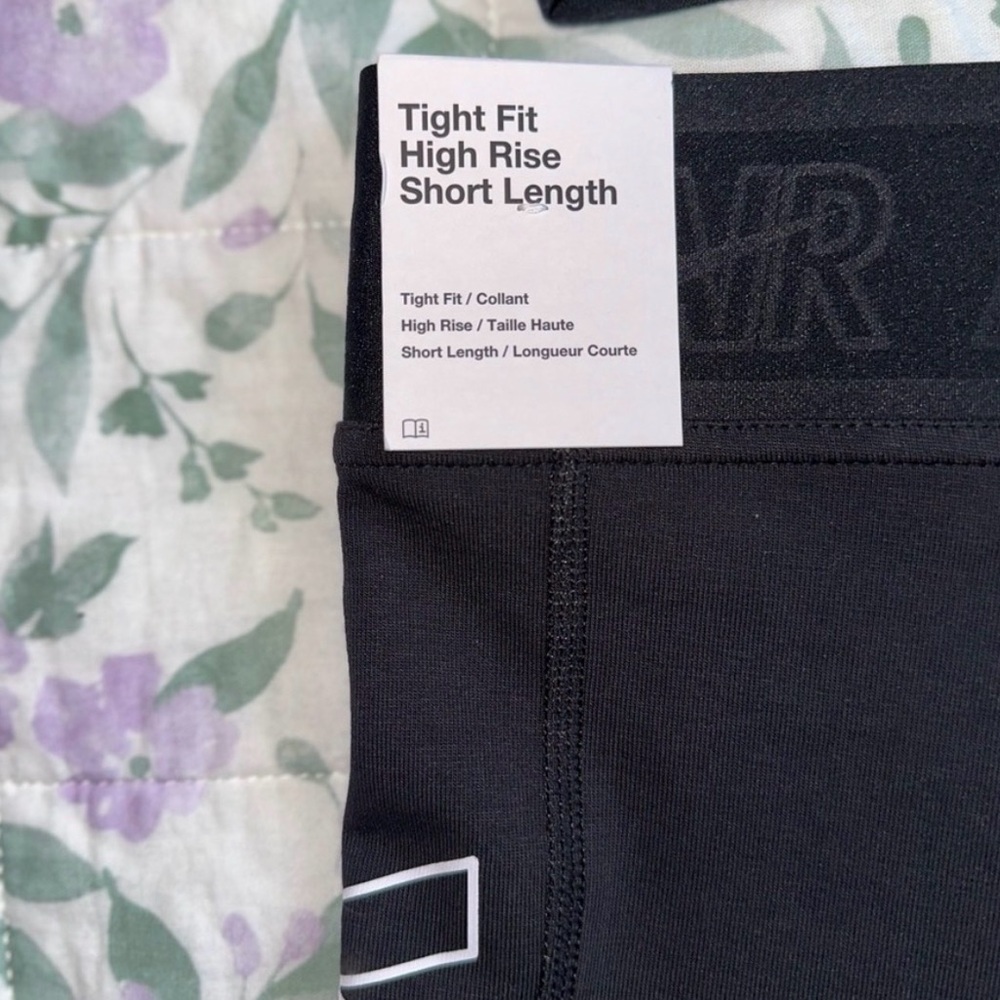 Tight Fit
High Rise
Short Length
Tight Fit / Collant
High Rise / Taille Haute
Short Length / Longueur Courte